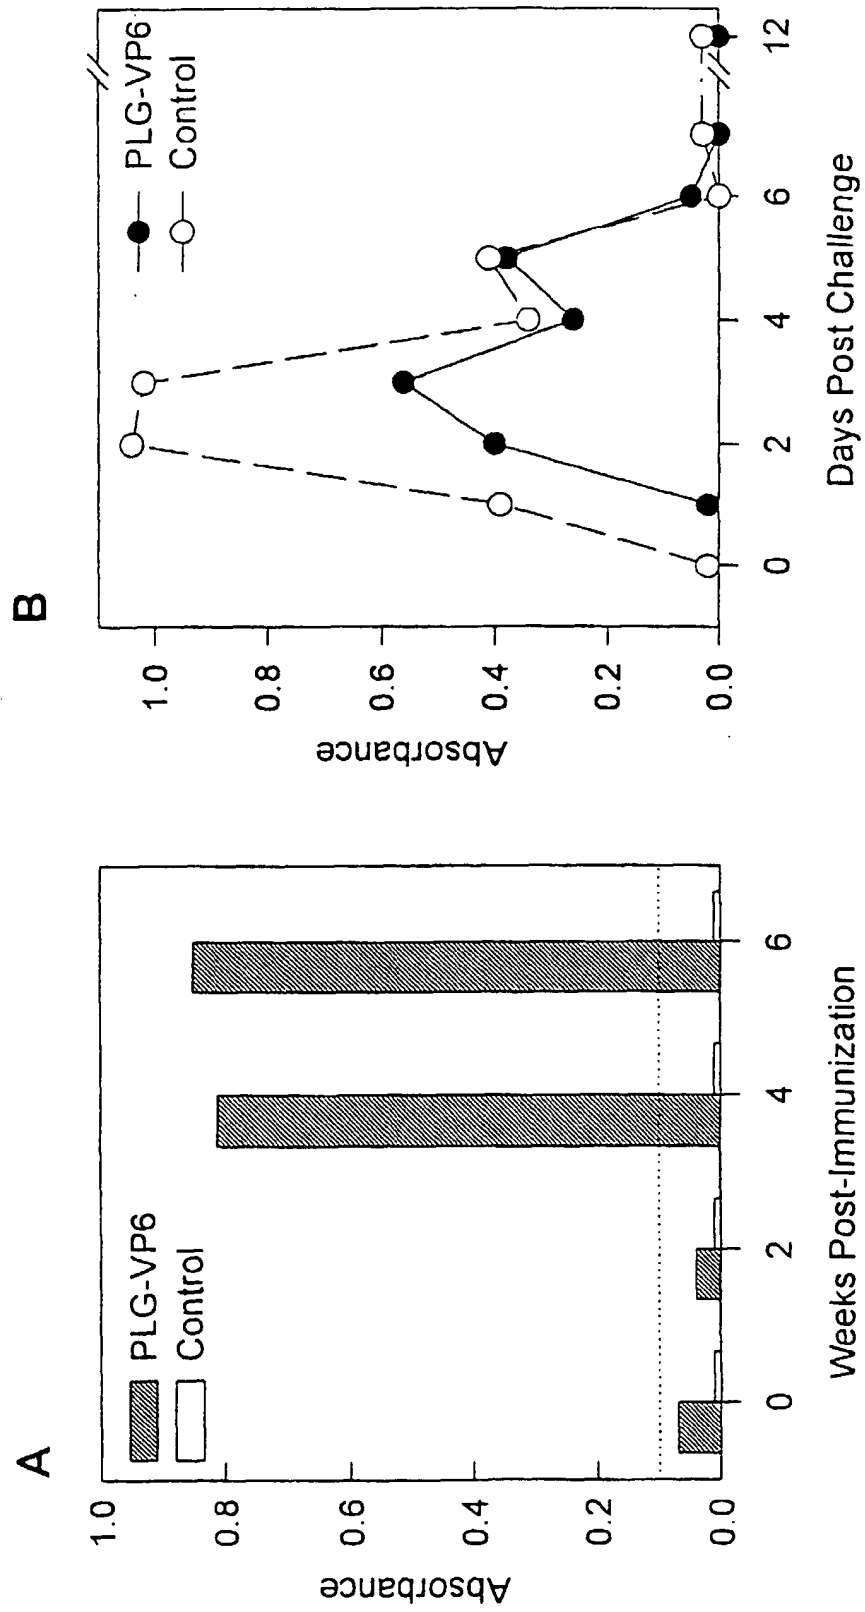 A
PLG-VP6
Control
Absorbance
1.0
0.8
0.6
0.4
0.2
0.0
0 2 4 6
Weeks Post-Immunization
B
PLG-VP6
Control
Absorbance
1.0
0.8
0.6
0.4
0.2
0.0
0 2 4 6 12
Days Post Challenge